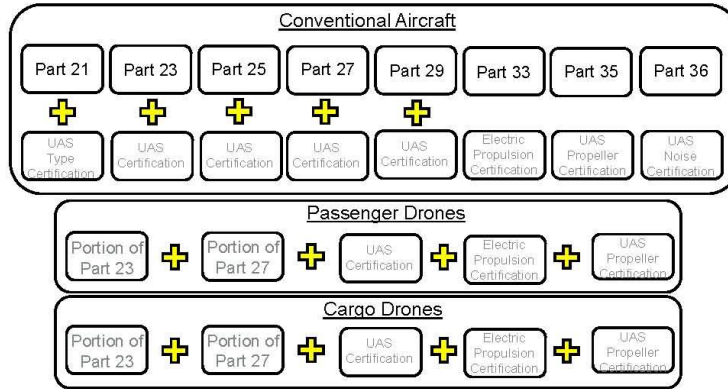 Conventional Aircraft
Part 21 Part 23 Part 25 Part 27 Part 29 Part 33 Part 35 Part 36
UAS Type Certification
UAS Certification
UAS Certification
UAS Certification
UAS Certification
Electric Propulsion Certification
UAS Propeller Certification
UAS Noise Certification
Passenger Drones
Portion of Part 23
Portion of Part 27
UAS Certification
Electric Propulsion Certification
UAS Propeller Certification
Cargo Drones
Portion of Part 23
Portion of Part 27
UAS Certification
Electric Propulsion Certification
UAS Propeller Certification